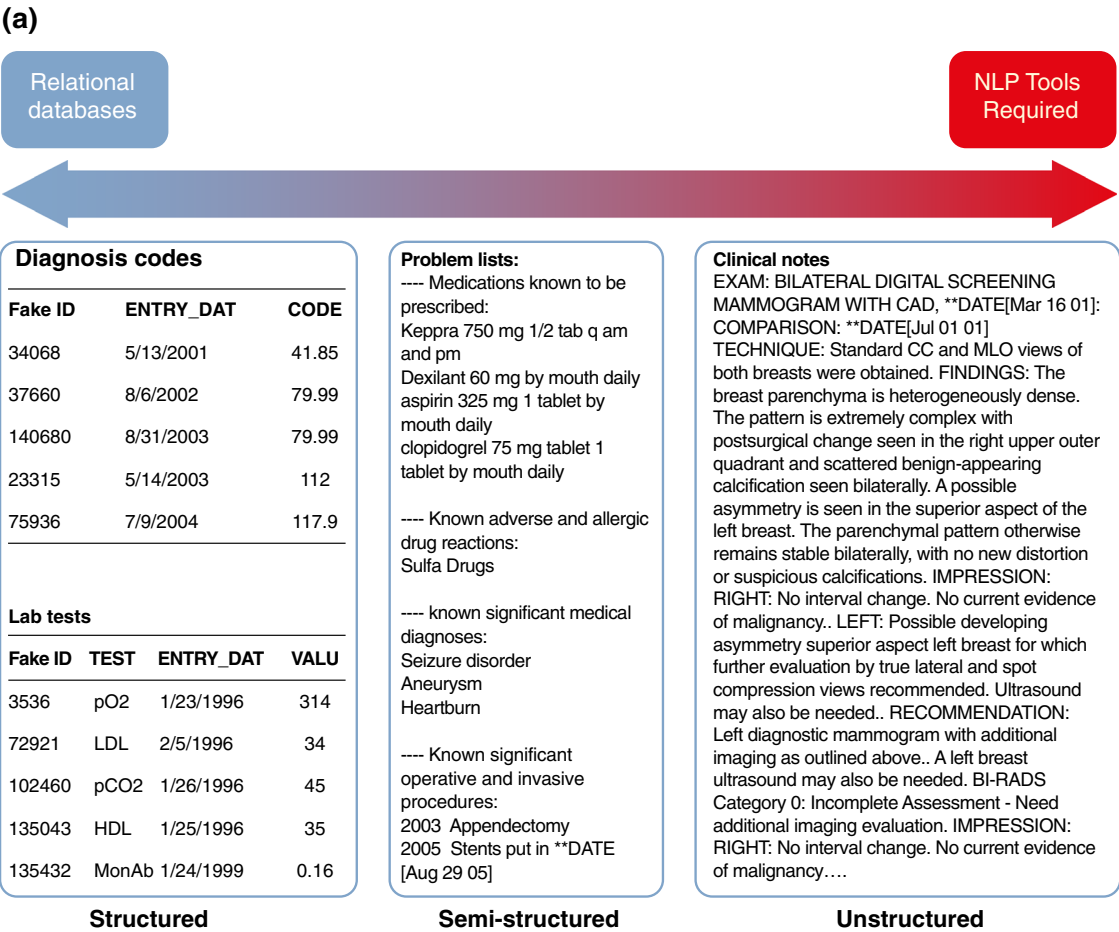 (a)
Relational
databases
NLP Tools
Required
Diagnosis codes
Fake ID ENTRY_DAT CODE
34068 5/13/2001 41.85
37660 8/6/2002 79.99
140680 8/31/2003 79.99
23315 5/14/2003 112
75936 7/9/2004 117.9
Lab tests
Fake ID TEST ENTRY_DAT VALU
3536 pO2 1/23/1996 314
72921 LDL 2/5/1996 34
102460 pCO2 1/26/1996 45
135043 HDL 1/25/1996 35
135432 MonAb 1/24/1999 0.16
Structured
Problem lists:
---- Medications known to be
prescribed:
Keppra 750 mg 1/2 tab q am
and pm
Dexilant 60 mg by mouth daily
aspirin 325 mg 1 tablet by
mouth daily
clopidogrel 75 mg tablet 1
tablet by mouth daily
---- Known adverse and allergic
drug reactions:
Sulfa Drugs
---- known significant medical
diagnoses:
Seizure disorder
Aneurysm
Heartburn
---- Known significant
operative and invasive
procedures:
2003 Appendectomy
2005 Stents put in **DATE
[Aug 29 05]
Semi-structured
Clinical notes
EXAM: BILATERAL DIGITAL SCREENING
MAMMOGRAM WITH CAD, **DATE[Mar 16 01]:
COMPARISON: **DATE[Jul 01 01]
TECHNIQUE: Standard CC and MLO views of
both breasts were obtained. FINDINGS: The
breast parenchyma is heterogeneously dense.
The pattern is extremely complex with
postsurgical change seen in the right upper outer
quadrant and scattered benign-appearing
calcification seen bilaterally. A possible
asymmetry is seen in the superior aspect of the
left breast. The parenchymal pattern otherwise
remains stable bilaterally, with no new distortion
or suspicious calcifications. IMPRESSION:
RIGHT: No interval change. No current evidence
of malignancy.. LEFT: Possible developing
asymmetry superior aspect left breast for which
further evaluation by true lateral and spot
compression views recommended. Ultrasound
may also be needed.. RECOMMENDATION:
Left diagnostic mammogram with additional
imaging as outlined above.. A left breast
ultrasound may also be needed. BI-RADS
Category 0: Incomplete Assessment - Need
additional imaging evaluation. IMPRESSION:
RIGHT: No interval change. No current evidence
of malignancy….
Unstructured